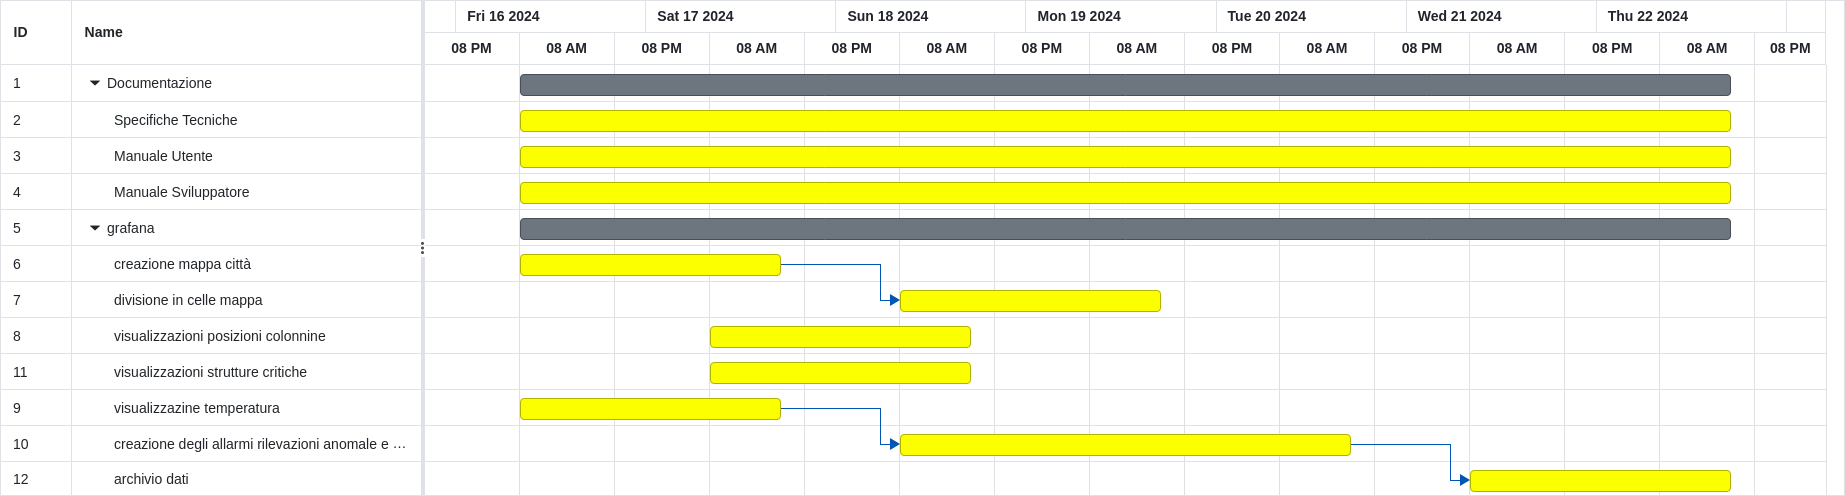 ID Name Fri 16 2024 Sat 17 2024 Sun 18 2024 Mon 19 2024 Tue 20 2024 Wed 21 2024 Thu 22 2024
08 PM 08 AM 08 PM 08 AM 08 PM 08 AM 08 PM 08 AM 08 PM 08 AM 08 PM 08 AM 08 PM 08 AM 08 PM
1 Documentazione
2 Specifiche Tecniche
3 Manuale Utente
4 Manuale Sviluppatore
5 grafana
6 creazione mappa città
7 divisione in celle mappa
8 visualizzazioni posizioni colonnine
11 visualizzazioni strutture critiche
9 visualizzazine temperatura
10 creazione degli allarmi rilevazioni anomale e ...
12 archivio dati